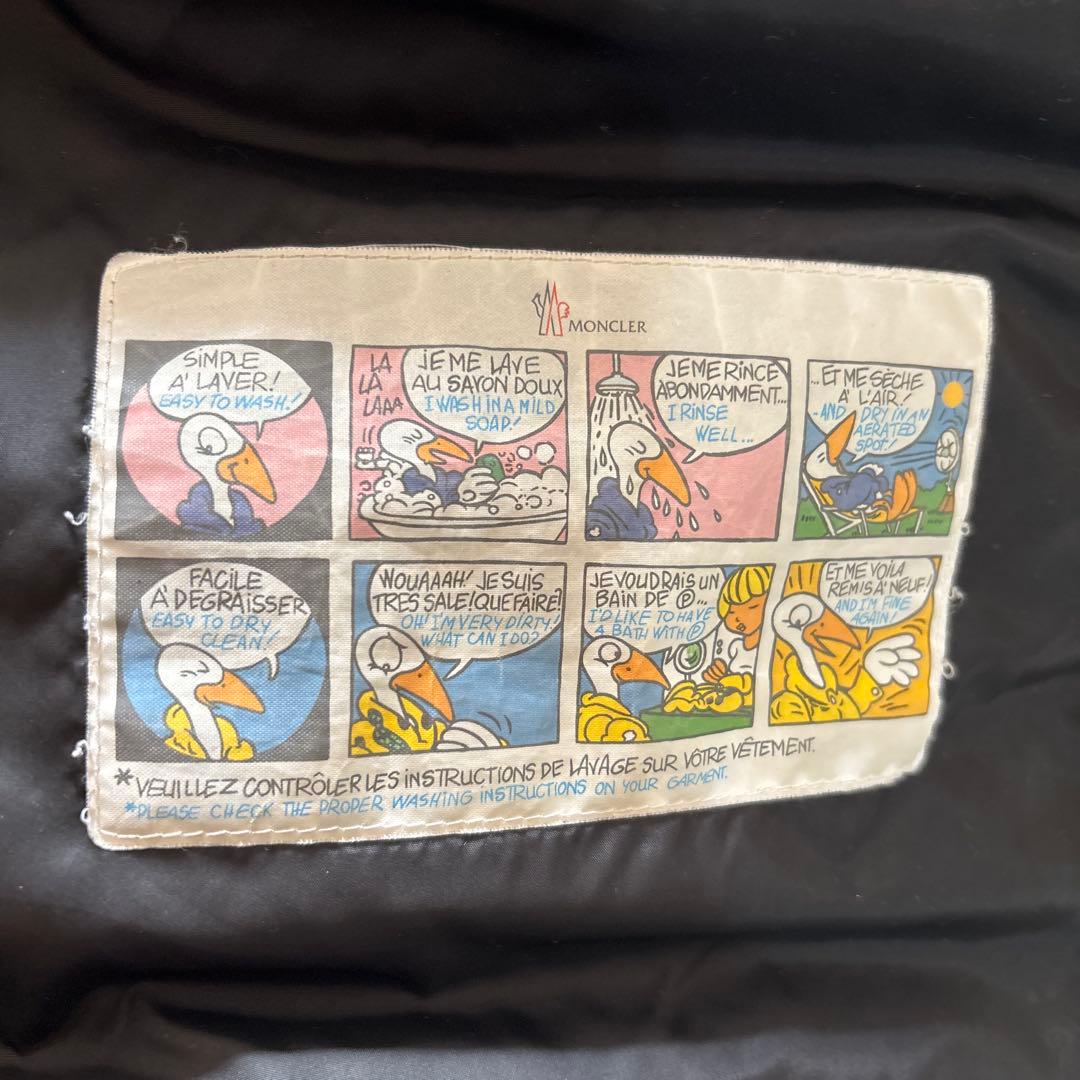 MONCLER
SiMPLE
A' LAVER!
EASY TO WASH!
LA
LA
LAAA
JE ME LAVE
AU SAYON DOUX
I WASH IN A MILD
SOAP!
JE ME RINCE
ABONDAMMENT...
I RINSE
WELL...
...ET ME SÈCHE
A' L'AIR!
-AND DRY IN AN
AERATED
SPOT!
FACILE
A' DEGRAISSER
EASY TO DRY
CLEAN!
WOUAAAH! JE SUIS
TRES SALE! QUE FAIRE?
OH! I'M VERY DIRTY!
WHAT CAN I DO?
JE VOUDRAIS UN
BAIN DE Ⓟ...
I'D LIKE TO HAVE
A BATH WITH Ⓟ
ET ME VOILA
REMIS A' NEUF!
AND I'M FINE
AGAIN!
*VEUILLEZ CONTRÔLER LES INSTRUCTIONS DE LAVAGE SUR VÔTRE VÊTEMENT.
*PLEASE CHECK THE PROPER WASHING INSTRUCTIONS ON YOUR GARMENT.